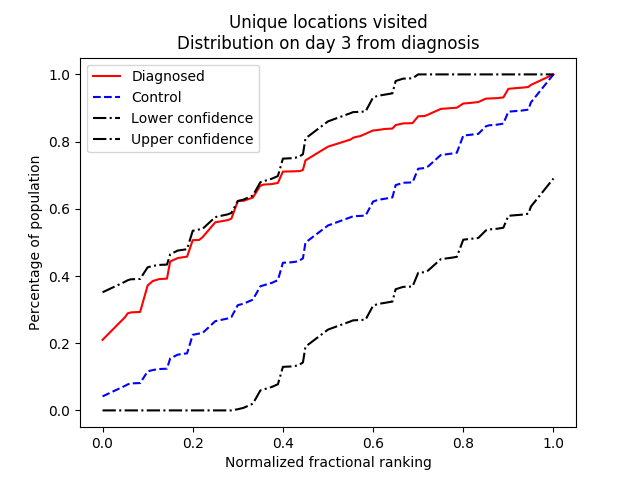 Unique locations visited
Distribution on day 3 from diagnosis
Diagnosed
Control
Lower confidence
Upper confidence
Percentage of population
1.0
0.8
0.6
0.4
0.2
0.0
0.0 0.2 0.4 0.6 0.8 1.0
Normalized fractional ranking